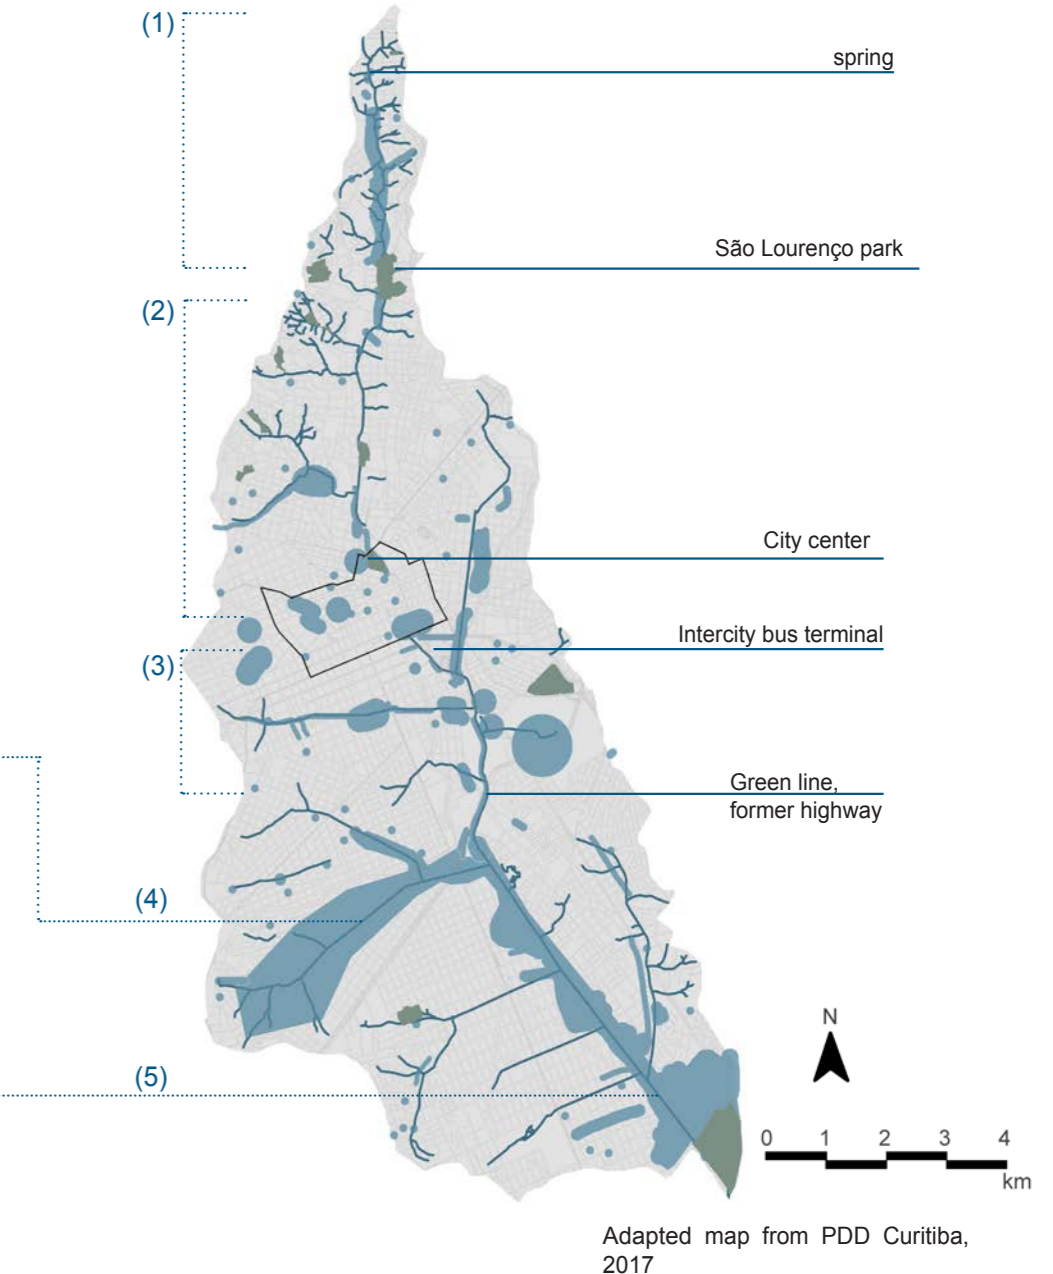 (1)
spring
São Lourenço park
(2)
City center
Intercity bus terminal
(3)
Green line,
former highway
(4)
N
(5)
0 1 2 3 4
km
Adapted map from PDD Curitiba,
2017